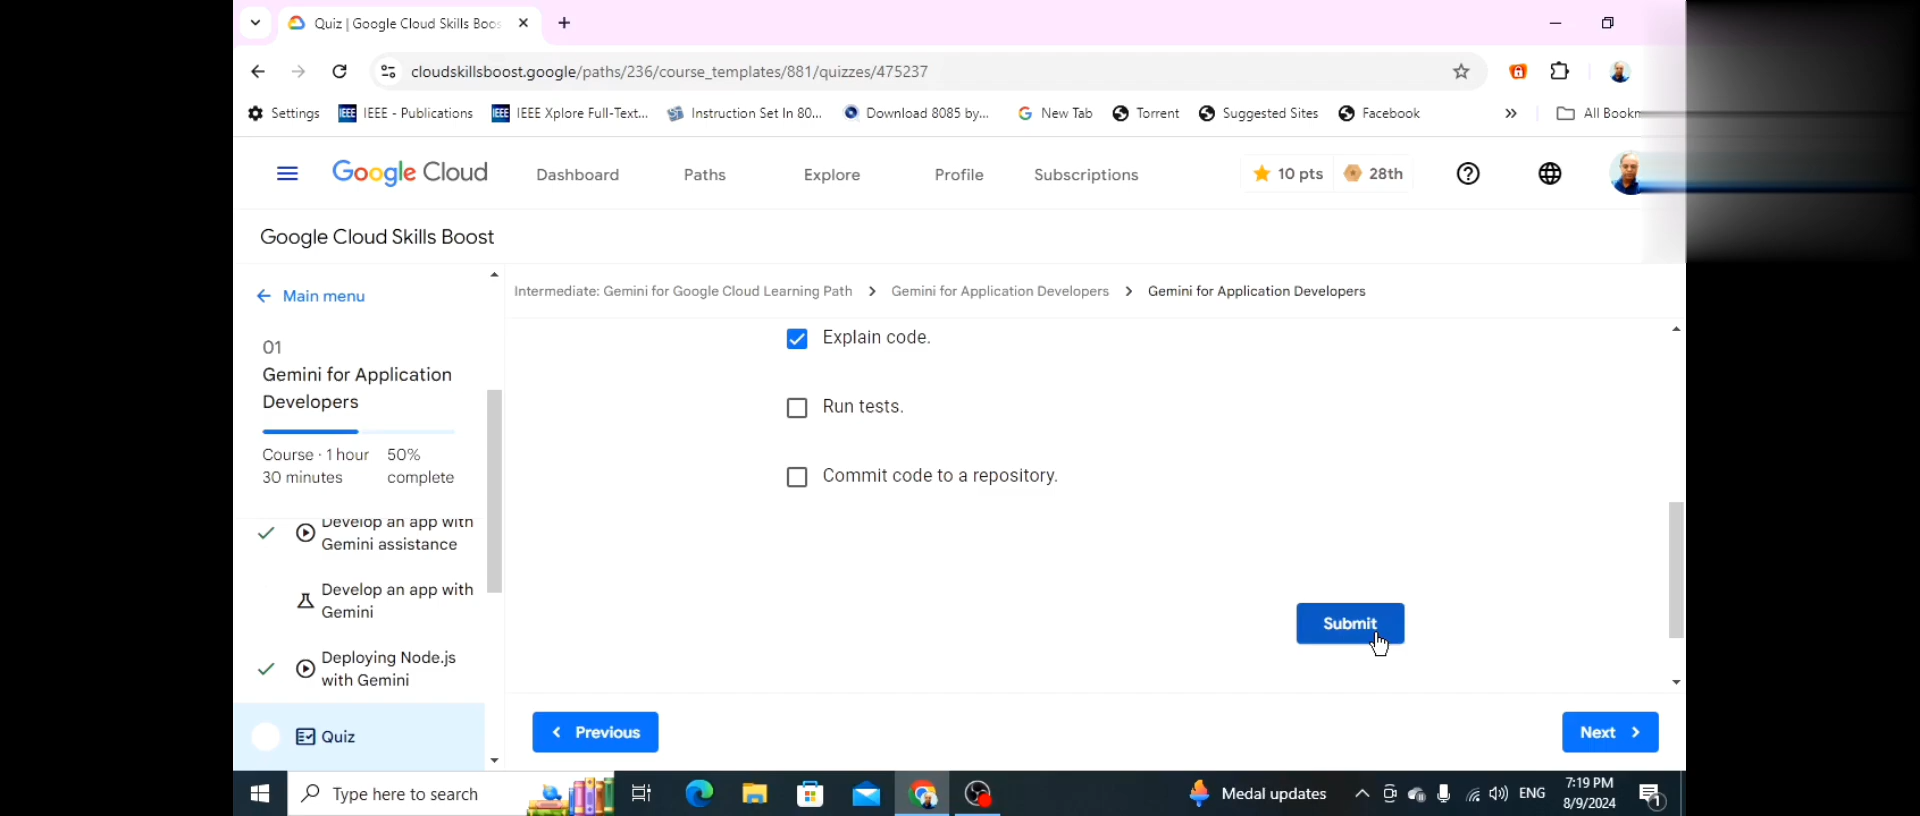 Quiz | Google Cloud Skills Boos
cloudskillsboost.google/paths/236/course_templates/881/quizzes/475237
Settings
IEEE IEEE - Publications
IEEE IEEE Xplore Full-Text...
Instruction Set In 80...
Download 8085 by...
New Tab
Torrent
Suggested Sites
Facebook
All Bookm
Google Cloud
Dashboard
Paths
Explore
Profile
Subscriptions
10 pts
28th
Google Cloud Skills Boost
Main menu
Intermediate: Gemini for Google Cloud Learning Path > Gemini for Application Developers > Gemini for Application Developers
01
Gemini for Application
Developers
Course · 1 hour
30 minutes
50%
complete
Develop an app with
Gemini assistance
Develop an app with
Gemini
Deploying Node.js
with Gemini
Quiz
Explain code.
Run tests.
Commit code to a repository.
Submit
Previous
Next
Type here to search
Medal updates
ENG
7:19 PM
8/9/2024
1